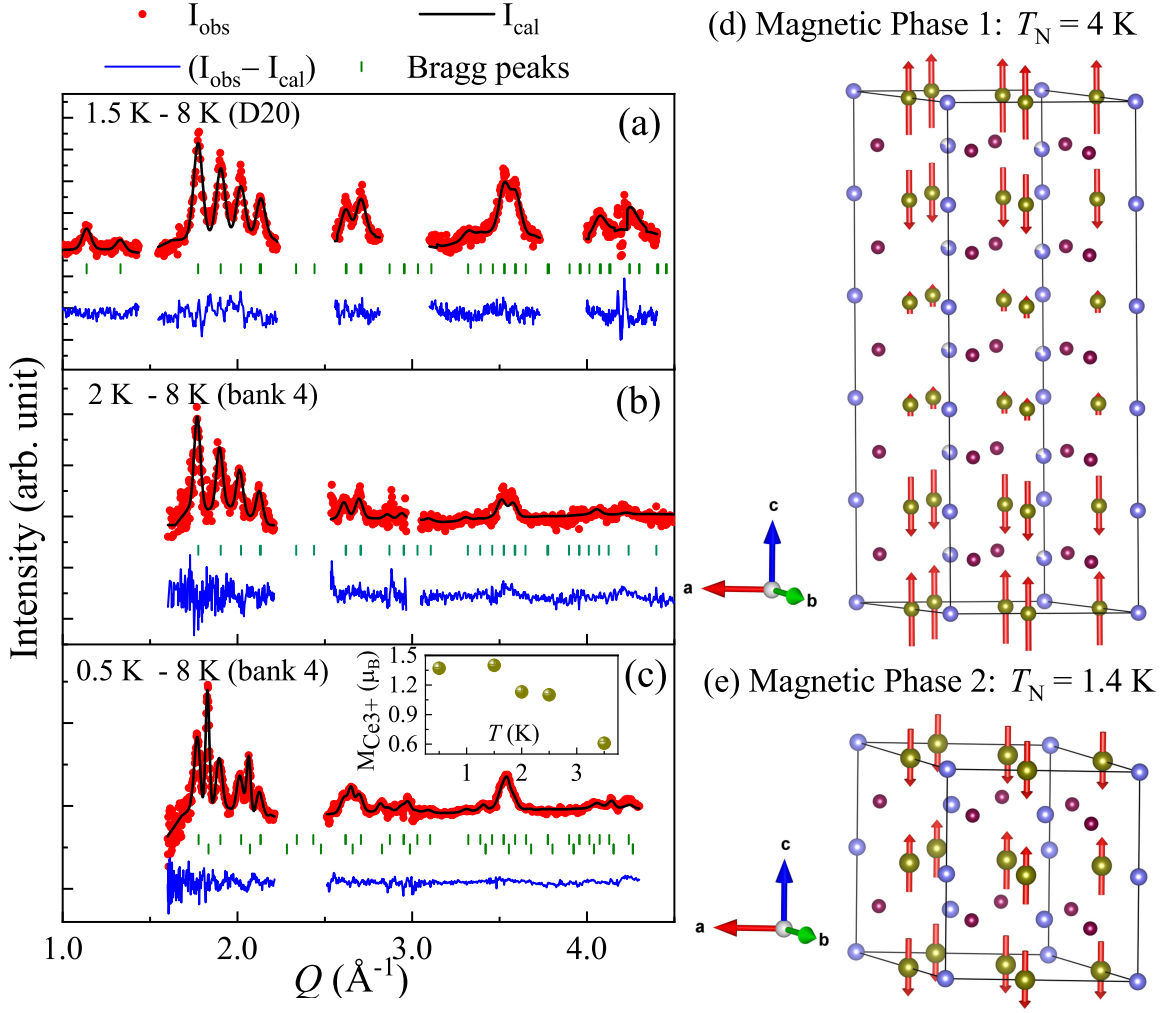 I_obs I_cal
(I_obs – I_cal) Bragg peaks
1.5 K - 8 K (D20) (a)
2 K - 8 K (bank 4) (b)
0.5 K - 8 K (bank 4) (c)
M_Ce3+ (μ_B)
1.5
1.2
0.9
0.6
T (K)
1 2 3
Intensity (arb. unit)
1.0 2.0 3.0 4.0
Q (Å⁻¹)
(d) Magnetic Phase 1: T_N = 4 K
c
a
b
(e) Magnetic Phase 2: T_N = 1.4 K
c
a
b